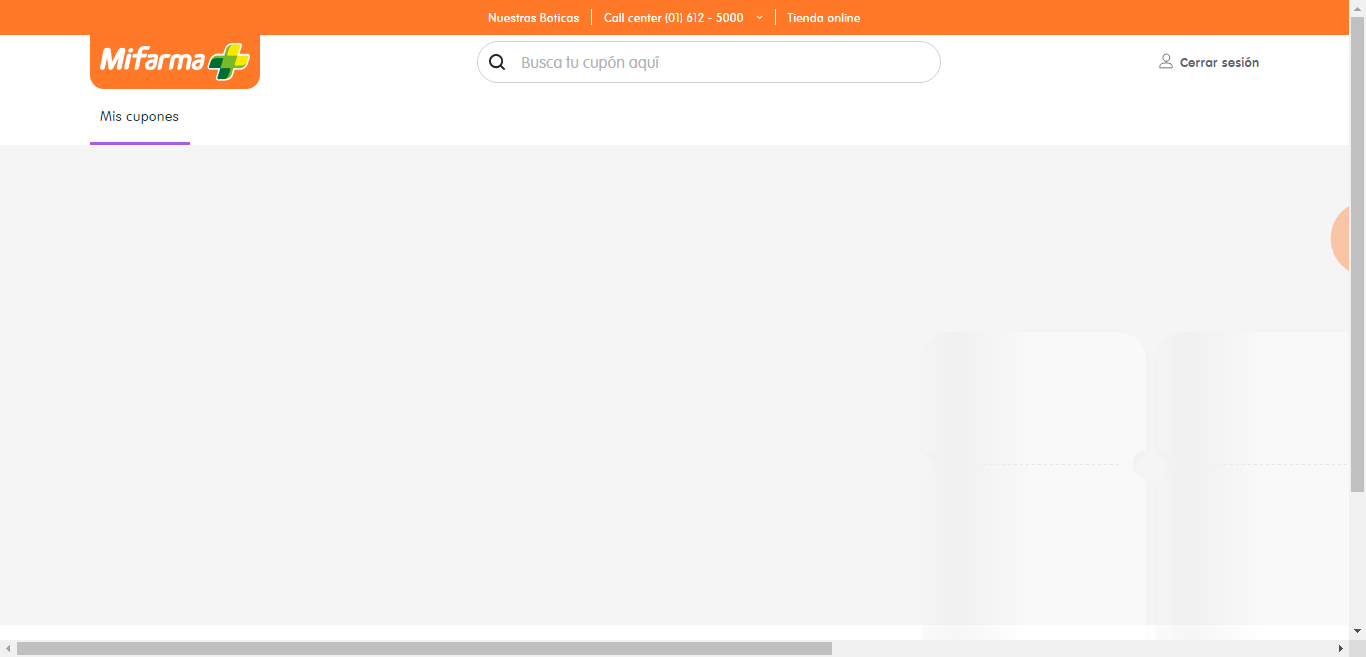 Nuestras Boticas
Call center (01) 612 - 5000
Tienda online
Mifarma
Busca tu cupón aquí
Cerrar sesión
Mis cupones